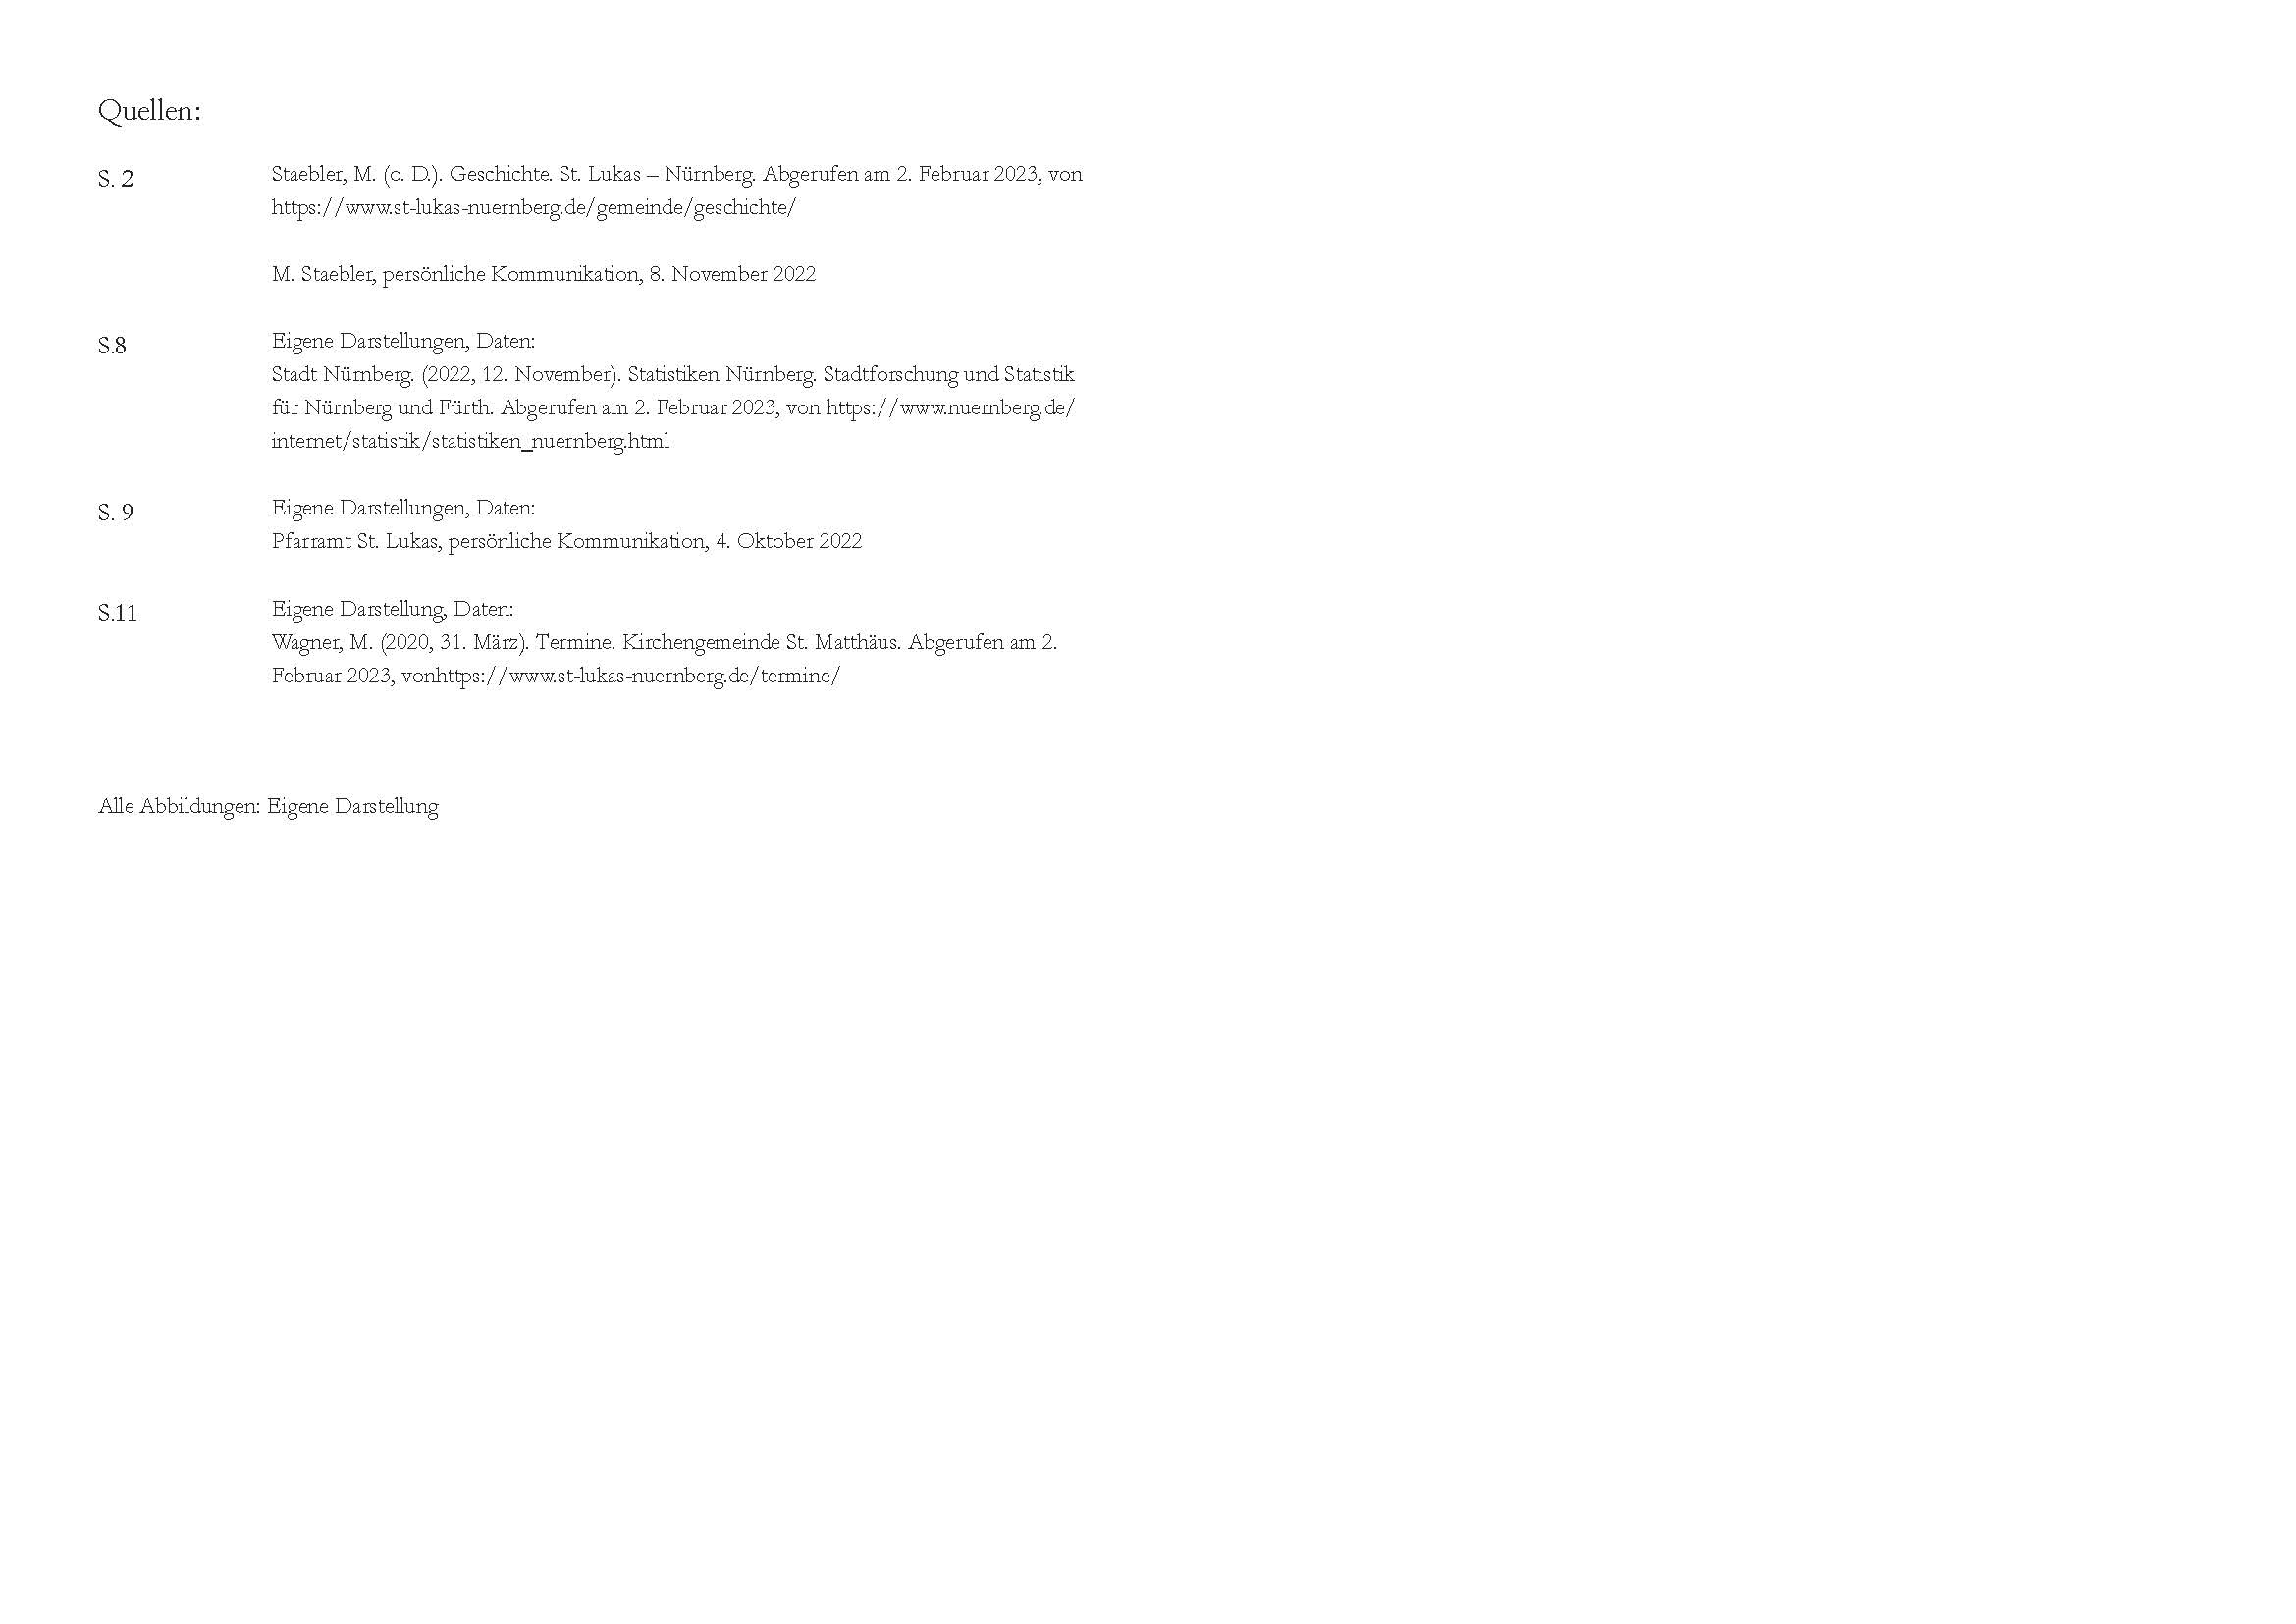 Quellen:
S. 2
Staebler, M. (o. D.). Geschichte. St. Lukas – Nürnberg. Abgerufen am 2. Februar 2023, von
https://www.st-lukas-nuernberg.de/gemeinde/geschichte/
M. Staebler, persönliche Kommunikation, 8. November 2022
S.8
Eigene Darstellungen, Daten:
Stadt Nürnberg. (2022, 12. November). Statistiken Nürnberg. Stadtforschung und Statistik
für Nürnberg und Fürth. Abgerufen am 2. Februar 2023, von https://www.nuernberg.de/
internet/statistik/statistiken_nuernberg.html
S. 9
Eigene Darstellungen, Daten:
Pfarramt St. Lukas, persönliche Kommunikation, 4. Oktober 2022
S.11
Eigene Darstellung, Daten:
Wagner, M. (2020, 31. März). Termine. Kirchengemeinde St. Matthäus. Abgerufen am 2.
Februar 2023, vonhttps://www.st-lukas-nuernberg.de/termine/
Alle Abbildungen: Eigene Darstellung